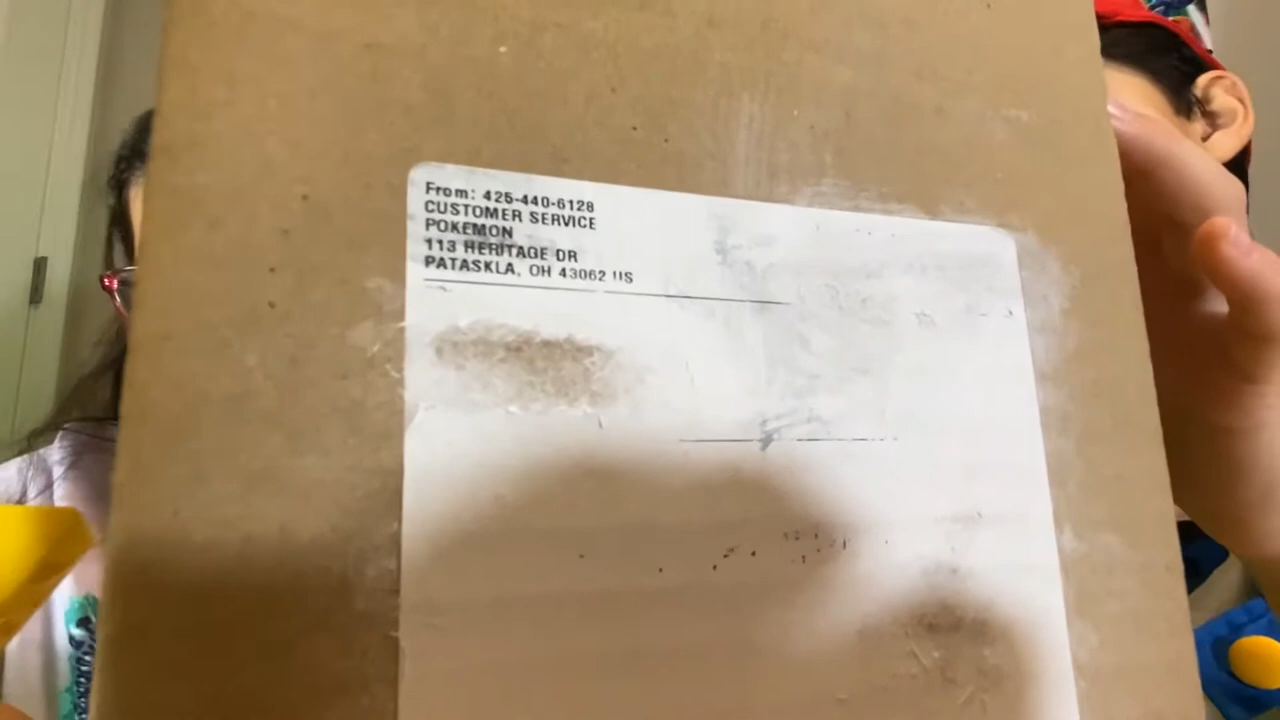 From: 425-440-6128
CUSTOMER SERVICE
POKEMON
113 HERITAGE DR
PATASKLA, OH 43062 US